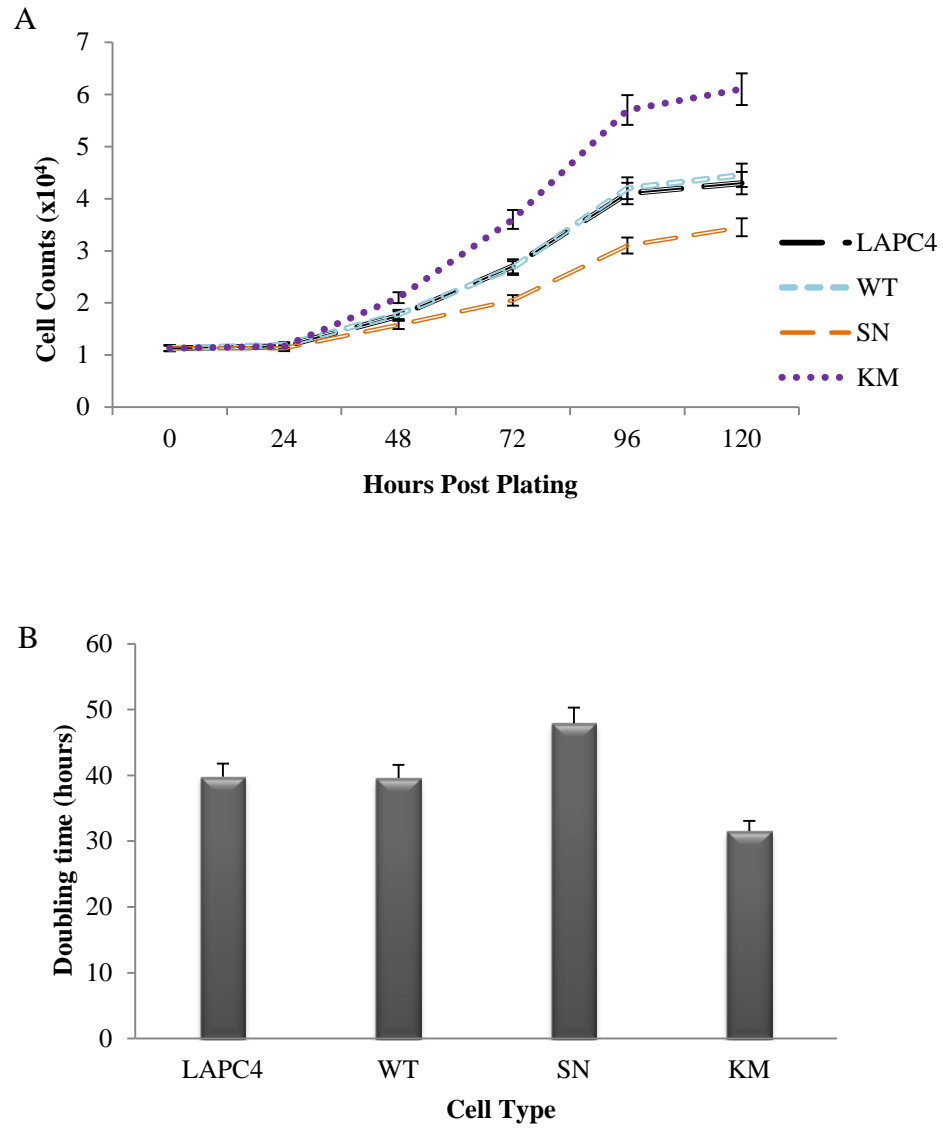 A
7
6
5
4
3
2
1
0
Cell Counts (x10⁴)
0 24 48 72 96 120
Hours Post Plating
LAPC4
WT
SN
KM
B
60
50
40
30
20
10
0
Doubling time (hours)
LAPC4 WT SN KM
Cell Type